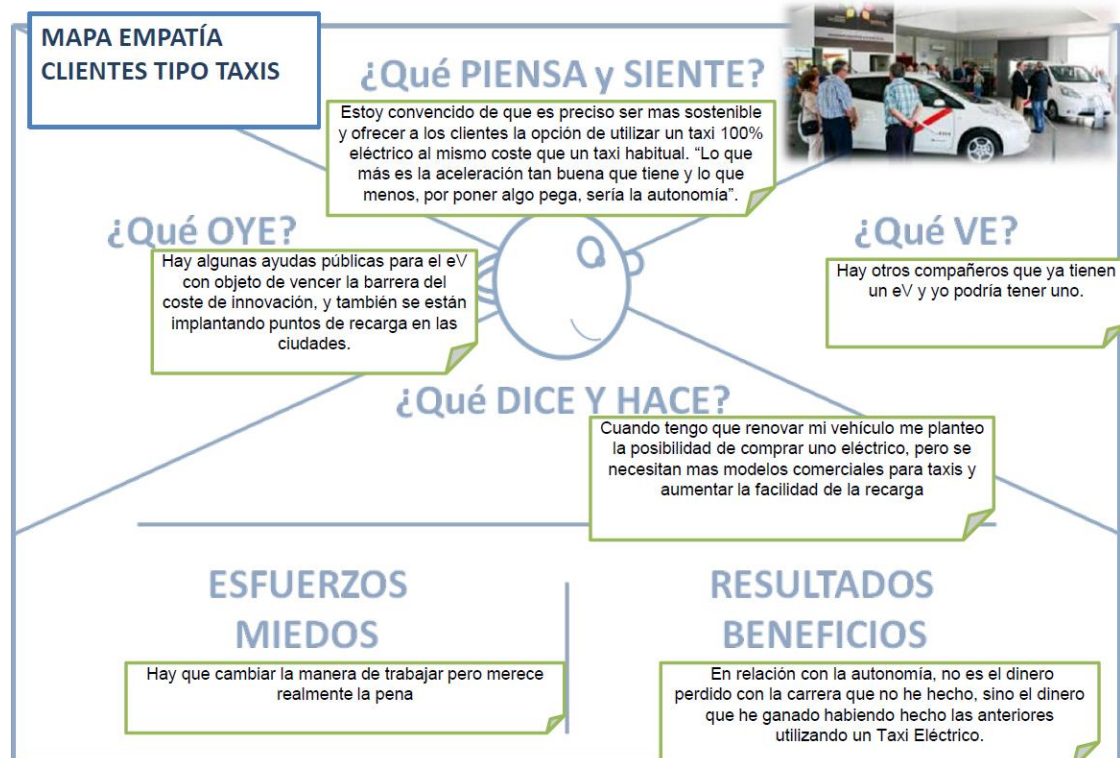 MAPA EMPATÍA
CLIENTES TIPO TAXIS
¿Qué PIENSA y SIENTE?
Estoy convencido de que es preciso ser mas sostenible
y ofrecer a los clientes la opción de utilizar un taxi 100%
eléctrico al mismo coste que un taxi habitual. “Lo que
más es la aceleración tan buena que tiene y lo que
menos, por poner algo pega, sería la autonomía”.
¿Qué OYE?
Hay algunas ayudas públicas para el eV
con objeto de vencer la barrera del
coste de innovación, y también se están
implantando puntos de recarga en las
ciudades.
¿Qué VE?
Hay otros compañeros que ya tienen
un eV y yo podría tener uno.
¿Qué DICE Y HACE?
Cuando tengo que renovar mi vehículo me planteo
la posibilidad de comprar uno eléctrico, pero se
necesitan mas modelos comerciales para taxis y
aumentar la facilidad de la recarga
ESFUERZOS
MIEDOS
Hay que cambiar la manera de trabajar pero merece
realmente la pena
RESULTADOS
BENEFICIOS
En relación con la autonomía, no es el dinero
perdido con la carrera que no he hecho, sino el dinero
que he ganado habiendo hecho las anteriores
utilizando un Taxi Eléctrico.